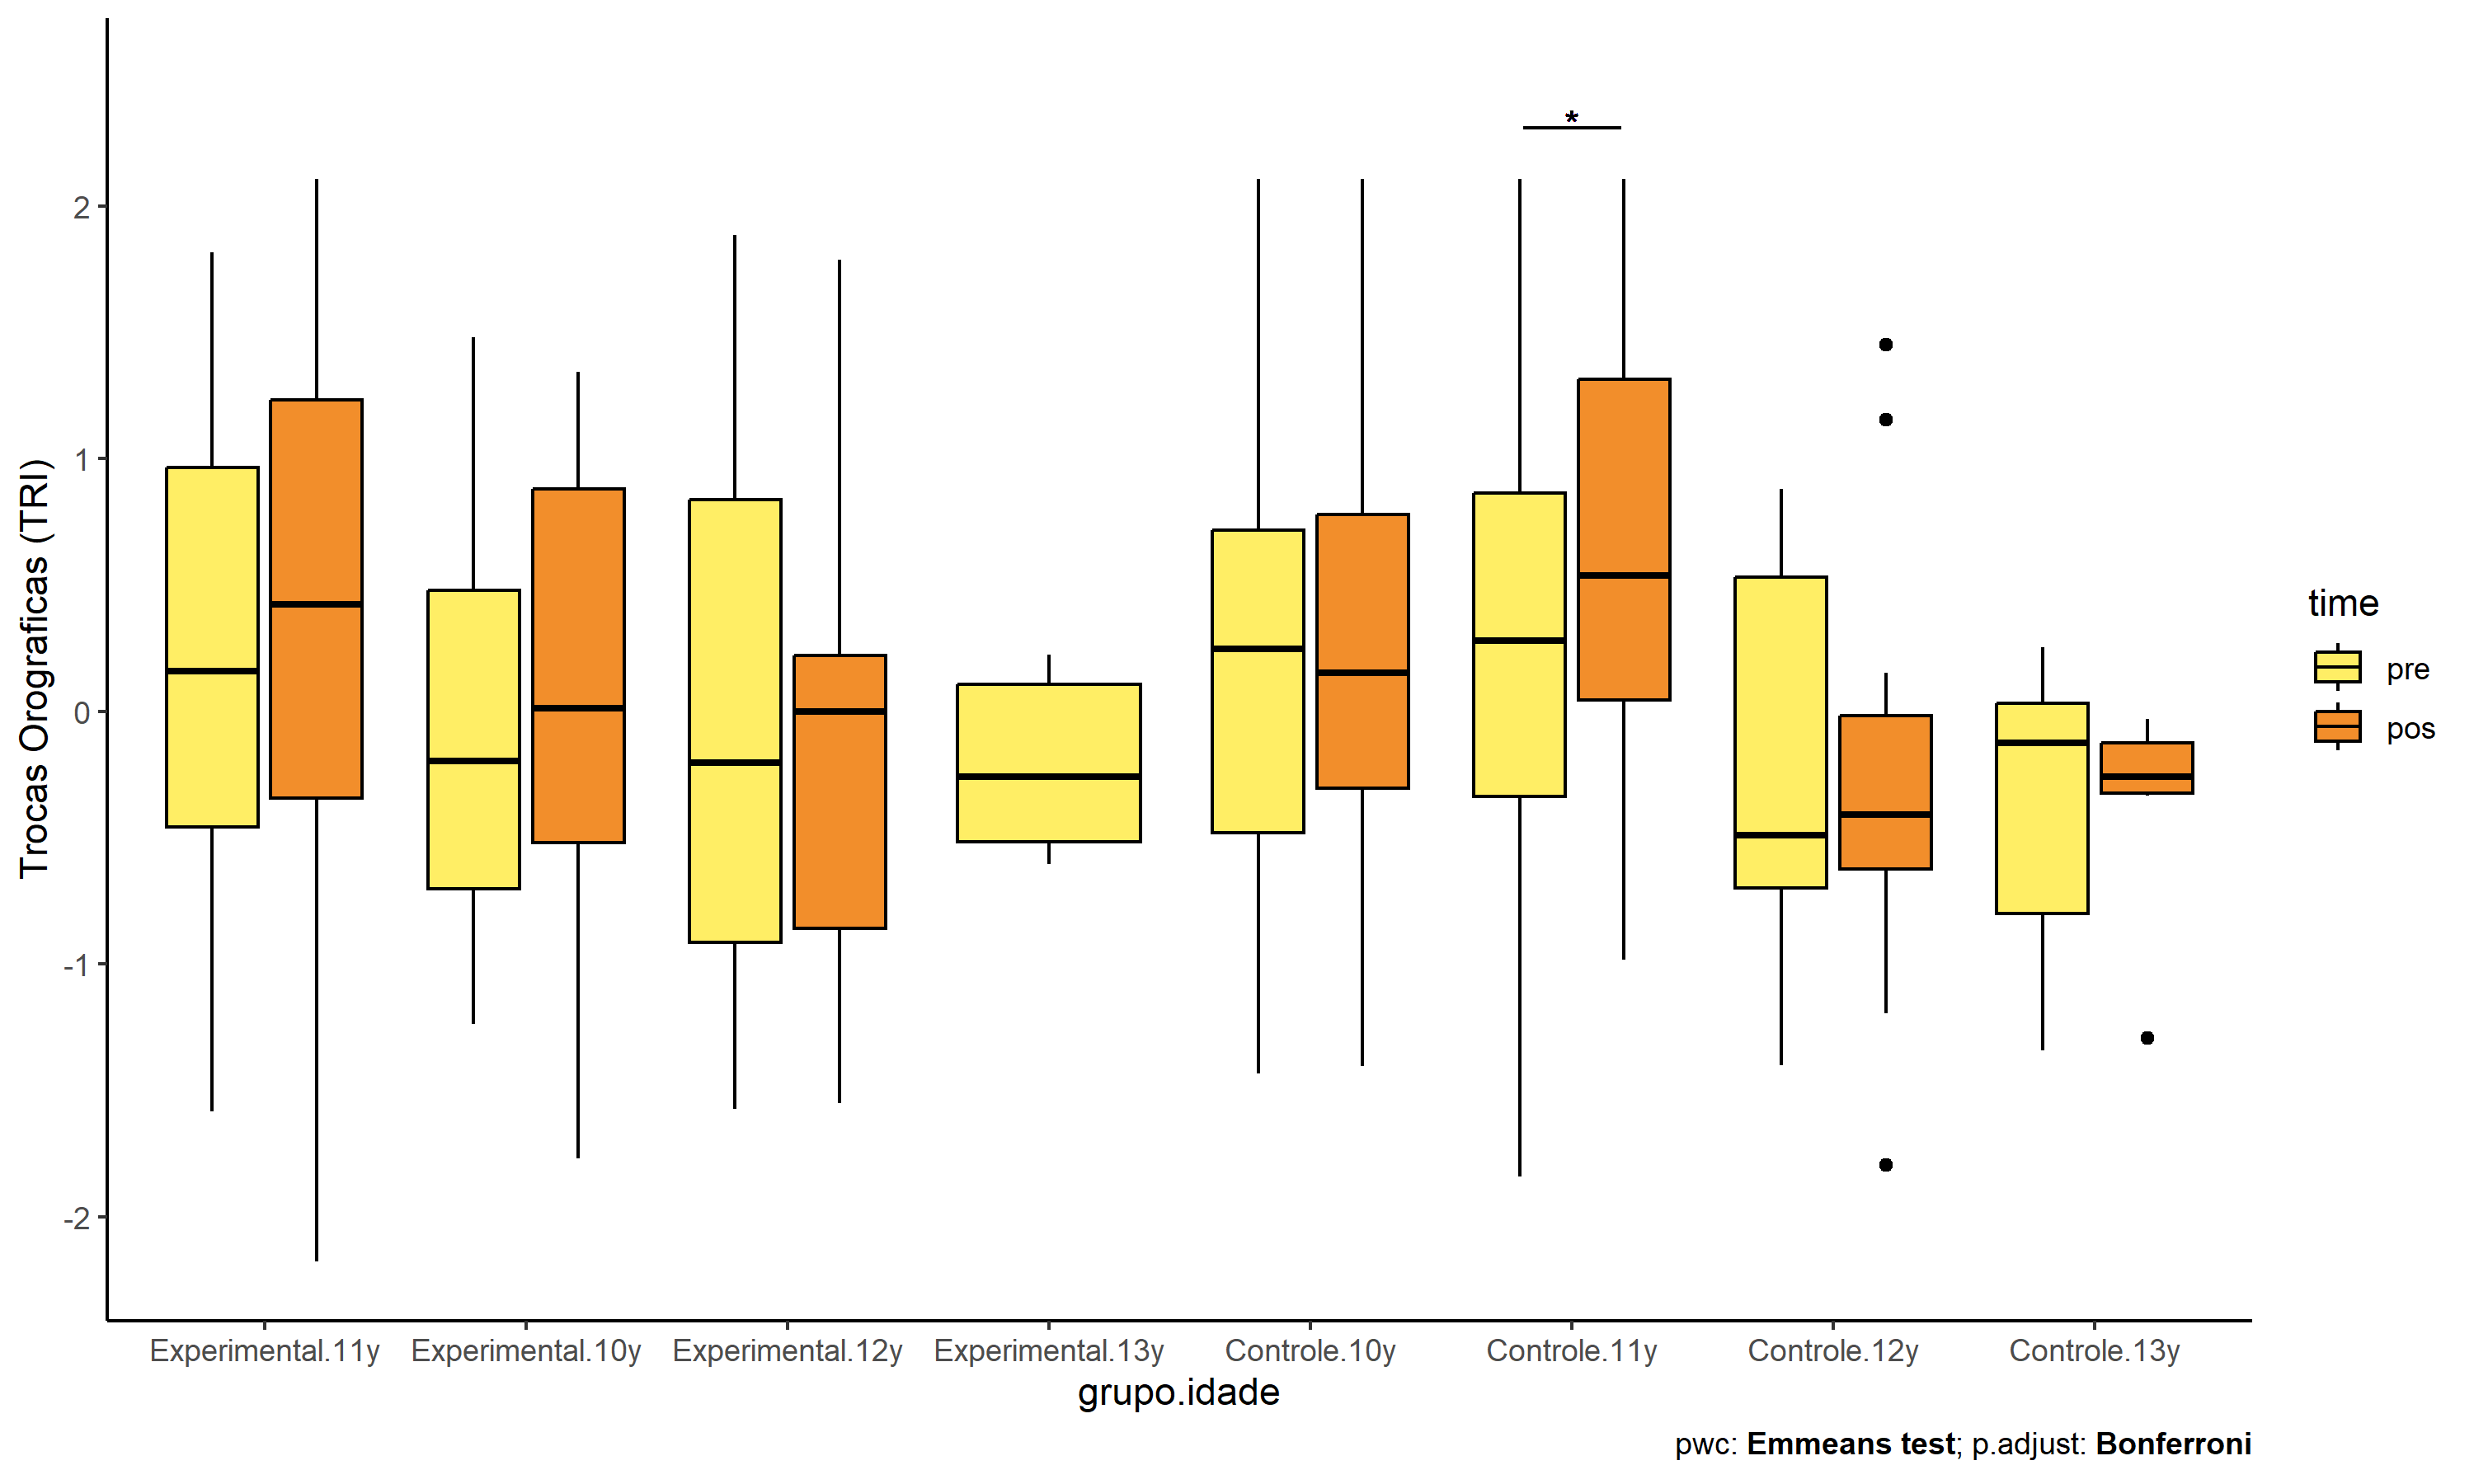 *
Trocas Orograficas (TRI)
2
1
0
-1
-2
Experimental.11y Experimental.10y Experimental.12y Experimental.13y Controle.10y Controle.11y Controle.12y Controle.13y
grupo.idade
time
pre
pos
pwc: Emmeans test; p.adjust: Bonferroni